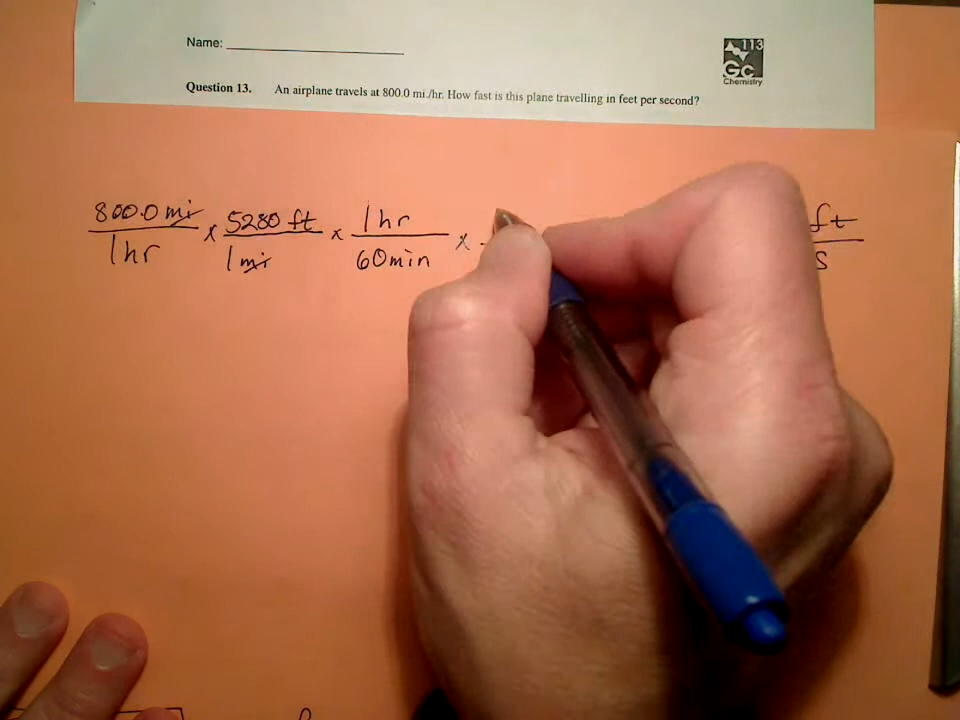 Name:
113
GC
Chemistry
Question 13. An airplane travels at 800.0 mi./hr. How fast is this plane travelling in feet per second?
800.0 mi x 5280 ft x 1 hr x ft
1 hr 1 mi 60 min s